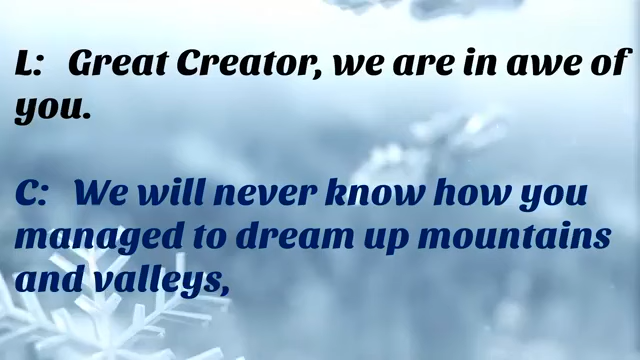 L: Great Creator, we are in awe of
you.
C: We will never know how you
managed to dream up mountains
and valleys,